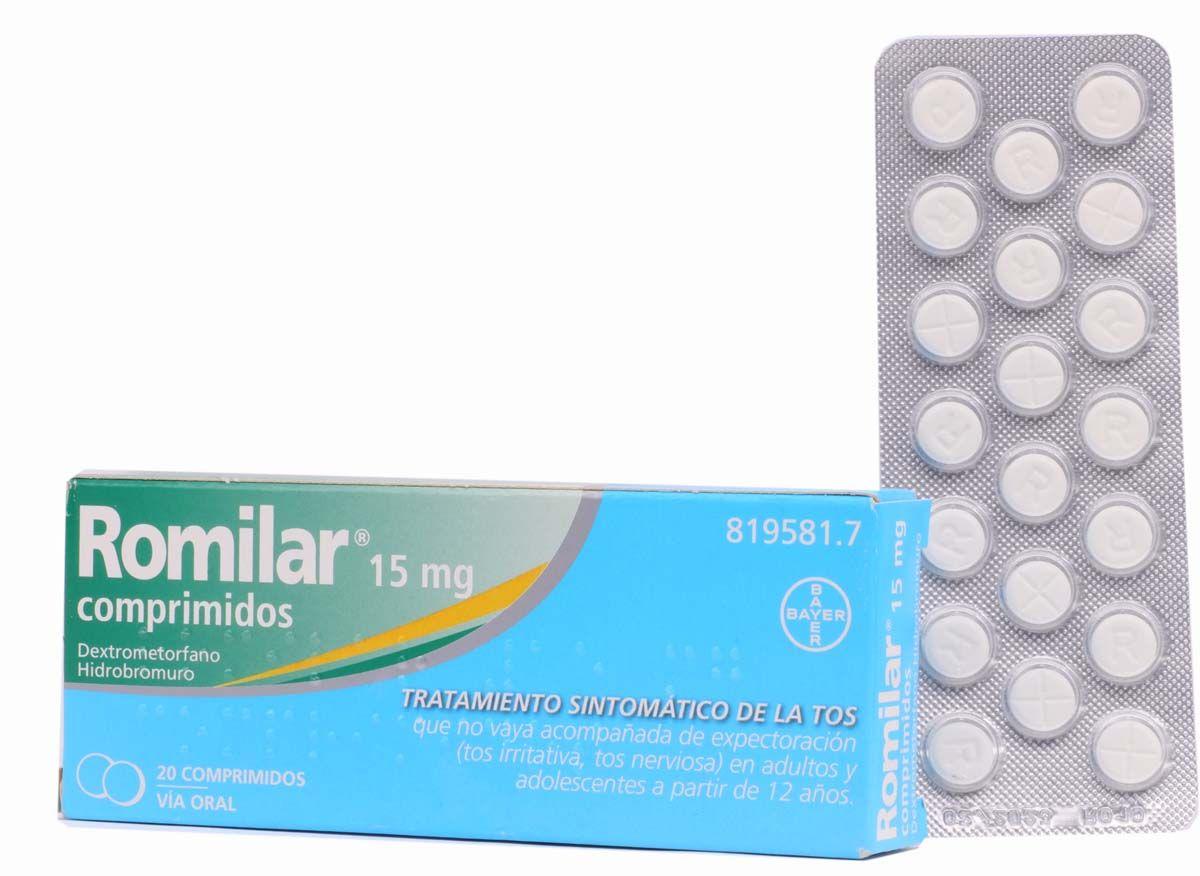 Romilar® 15 mg
comprimidos
Dextrometorfano
Hidrobromuro
819581.7
BAYER
BAYER
TRATAMIENTO SINTOMÁTICO DE LA TOS
que no vaya acompañada de expectoración
(tos irritativa, tos nerviosa) en adultos y
adolescentes a partir de 12 años.
20 COMPRIMIDOS
VÍA ORAL
Romilar® 15 mg
comprimidos
R
R
R
R
R
R
R
R
R
R
R
R
R
R